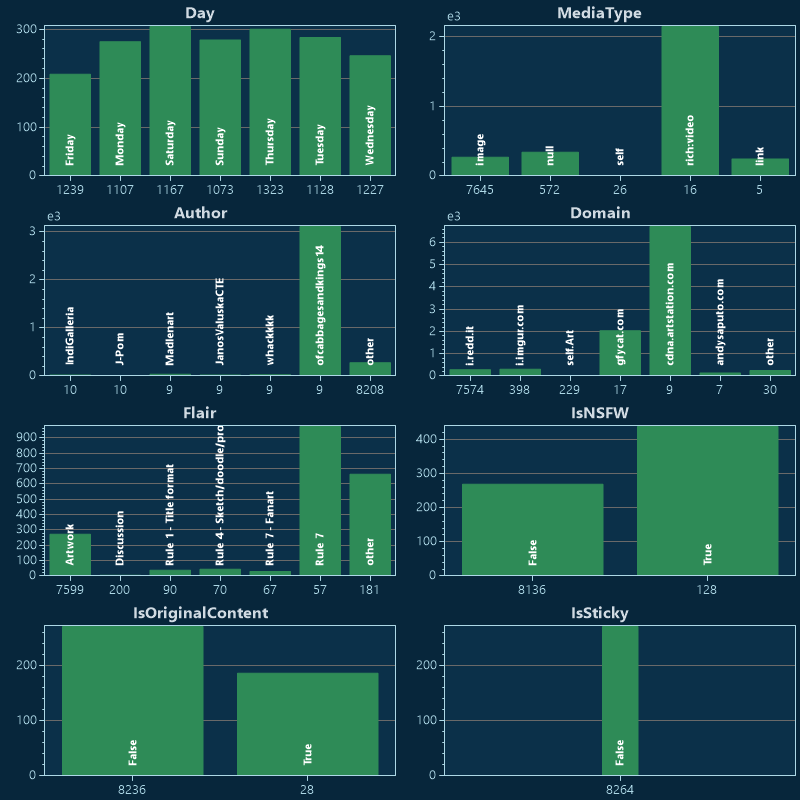 Day
300
200
100
0
Friday
Monday
Saturday
Sunday
Thursday
Tuesday
Wednesday
1239 1107 1167 1073 1323 1128 1227
MediaType
e3
2
1
0
image
null
self
rich:video
link
7645 572 26 16 5
Author
e3
3
2
1
0
IndiGalleria
J-Pom
Madlenart
JanosValuskaCTE
whackkkk
ofcabbagesandkings14
other
10 10 9 9 9 9 8208
Domain
e3
6
5
4
3
2
1
0
i.redd.it
i.imgur.com
self.Art
gfycat.com
cdna.artstation.com
andysaputo.com
other
7574 398 229 17 9 7 30
Flair
900
800
700
600
500
400
300
200
100
0
Artwork
Discussion
Rule 1 - Title format
Rule 4 - Sketch/doodle/pro
Rule 7 - Fanart
Rule 7
other
7599 200 90 70 67 57 181
IsNSFW
400
300
200
100
0
False
True
8136 128
IsOriginalContent
200
100
0
False
True
8236 28
IsSticky
200
100
0
False
8264